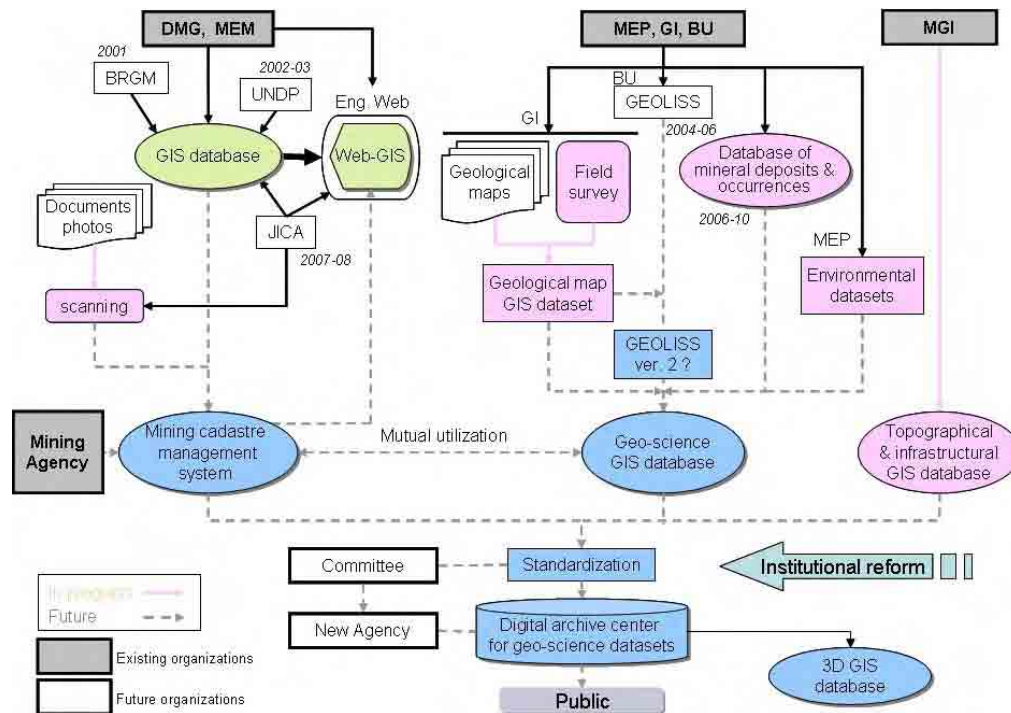 DMG, MEM
MEP, GI, BU
MGI
2001
BRGM
2002-03
UNDP
Eng. Web
GIS database
Web-GIS
Documents
photos
JICA
2007-08
scanning
BU
GEOLISS
2004-06
GI
Geological
maps
Field
survey
Database of
mineral deposits &
occurrences
2006-10
MEP
Geological map
GIS dataset
Environmental
datasets
GEOLISS
ver. 2 ?
Mining
Agency
Mining cadastre
management
system
Mutual utilization
Geo-science
GIS database
Topographical
& infrastructural
GIS database
Committee
Standardization
Institutional reform
New Agency
Digital archive center
for geo-science datasets
3D GIS
database
Public
In progress
Future
Existing organizations
Future organizations